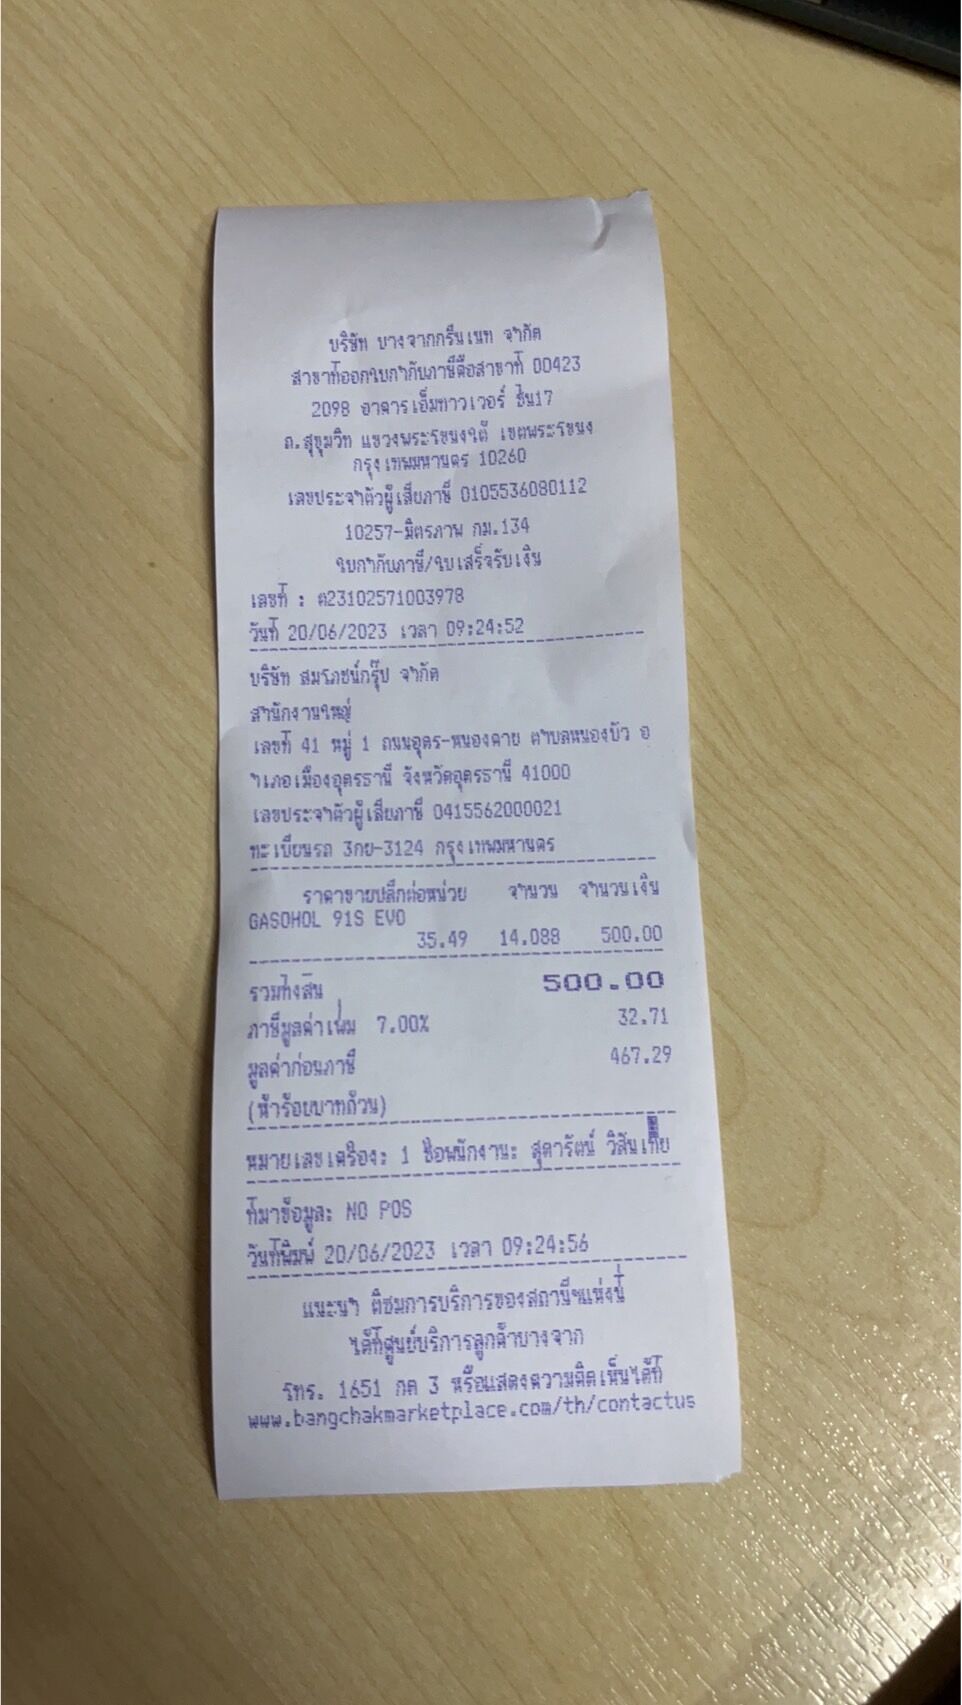 บริษัท บางจากกรีนเนท จำกัด
สาขาที่ออกใบกำกับภาษีคือสาขาที่ 00423
2098 อาคารเอ็มทาวเวอร์ ชั้น17
ถ.สุขุมวิท แขวงพระโขนงใต้ เขตพระโขนง
กรุงเทพมหานคร 10260
เลขประจำตัวผู้เสียภาษี 0105536080112
10257-มิตรภาพ กม.134
ใบกำกับภาษี/ใบเสร็จรับเงิน
เลขที่ : ต23102571003978
วันที่ 20/06/2023 เวลา 09:24:52
บริษัท สมโภชน์กรุ๊ป จำกัด
สำนักงานใหญ่
เลขที่ 41 หมู่ 1 ถนนอุดร-หนองคาย ตำบลหนองบัว อ
ำเภอเมืองอุดรธานี จังหวัดอุดรธานี 41000
เลขประจำตัวผู้เสียภาษี 0415562000021
ทะเบียนรถ 3กย-3124 กรุงเทพมหานคร
ราคาขายปลีกต่อหน่วย จำนวน จำนวนเงิน
GASOHOL 91S EVO
35.49 14.088 500.00
รวมทั้งสิ้น 500.00
ภาษีมูลค่าเพิ่ม 7.00% 32.71
มูลค่าก่อนภาษี 467.29
(ห้าร้อยบาทถ้วน)
หมายเลขเครื่อง: 1 ชื่อพนักงาน: สุดารัตน์
ที่มาข้อมูล: NO POS
วันที่พิมพ์ 20/06/2023 เวลา 09:24:56
แนะนำ ติชมการบริการของสถานีฯแห่งนี้
ได้ที่ศูนย์บริการลูกค้าบางจาก
โทร. 1651 กด 3 หรือแสดงความคิดเห็นได้ที่
www.bangchakmarketplace.com/th/contactus